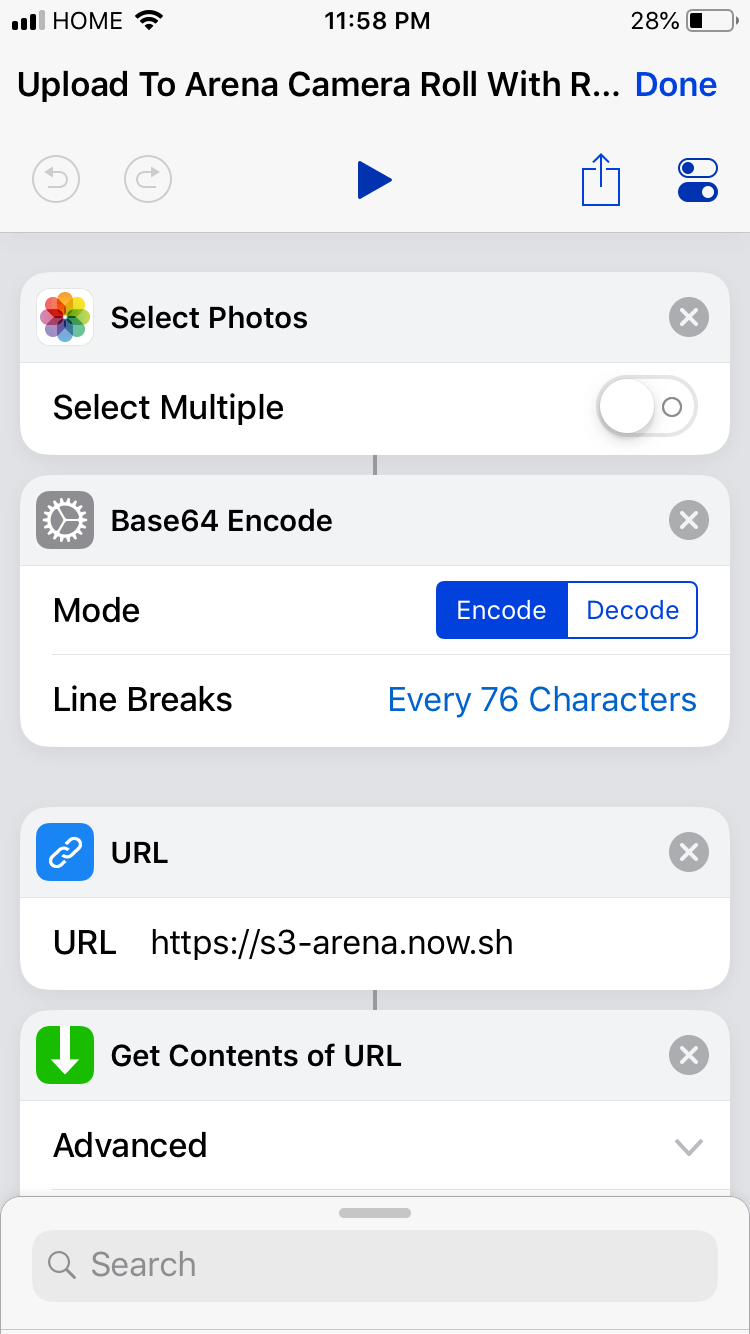 HOME 11:58 PM 28%
Upload To Arena Camera Roll With R... Done
Select Photos
Select Multiple
Base64 Encode
Mode Encode Decode
Line Breaks Every 76 Characters
URL
URL https://s3-arena.now.sh
Get Contents of URL
Advanced
Search